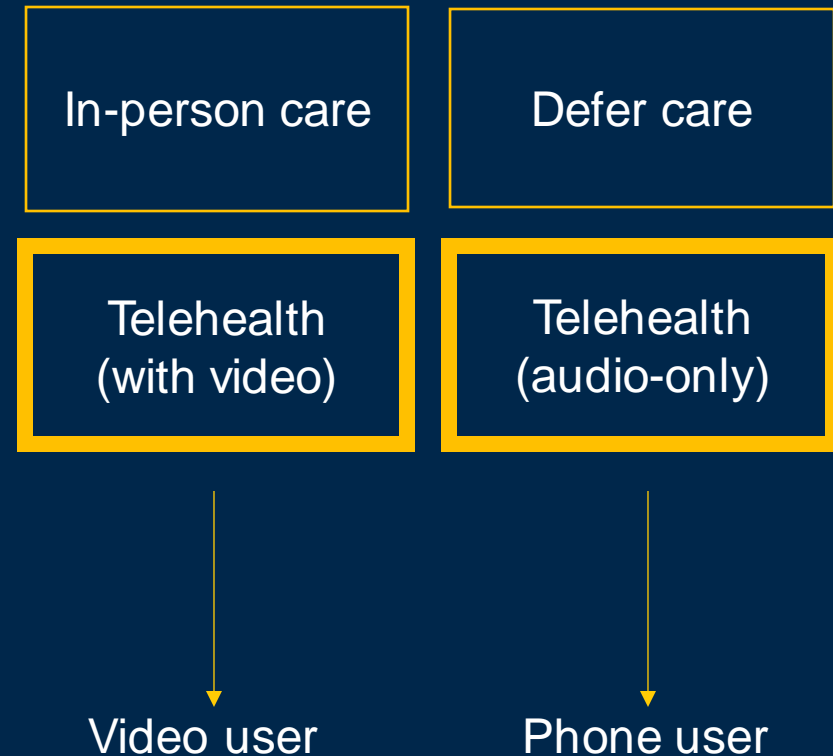 In-person care
Defer care
Telehealth
(with video)
Telehealth
(audio-only)
Video user
Phone user